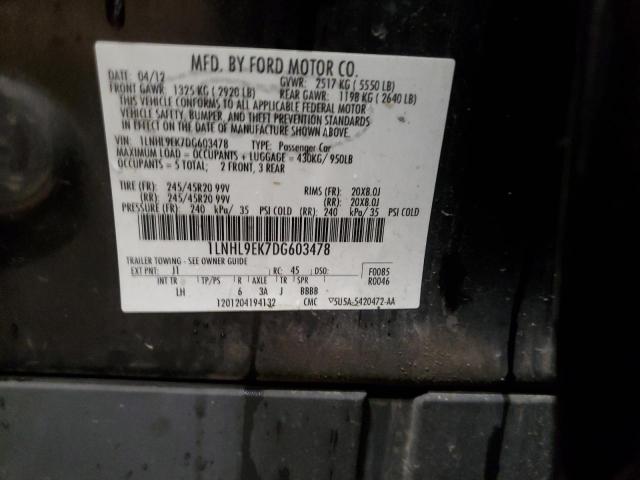 MFD. BY FORD MOTOR CO.
DATE: 04/12 GVWR: 2517 KG ( 5550 LB)
FRONT GAWR: 1325 KG ( 2920 LB) REAR GAWR: 1198 KG ( 2640 LB)
THIS VEHICLE CONFORMS TO ALL APPLICABLE FEDERAL MOTOR
VEHICLE SAFETY, BUMPER, AND THEFT PREVENTION STANDARDS
IN EFFECT ON THE DATE OF MANUFACTURE SHOWN ABOVE.
VIN: 1LNHL9EK7DG603478 TYPE: Passenger Car
MAXIMUM LOAD = OCCUPANTS + LUGGAGE = 430KG/ 950LB
OCCUPANTS = 5 TOTAL: 2 FRONT, 3 REAR
TIRE (FR): 245/45R20 99V RIMS (FR): 20X8.0J
(RR): 245/45R20 99V (RR): 20X8.0J
PRESSURE (FR): 240 kPa/ 35 PSI COLD (RR): 240 kPa/ 35 PSI COLD
1LNHL9EK7DG603478
TRAILER TOWING - SEE OWNER GUIDE
EXT PNT: J1 RC: 45 DSO: F0085
INT TR TP/PS R AXLE TR SPR R0046
LH 6 3A J BBBB
1201204194132 CMC ▽5U5A-5420472-AA